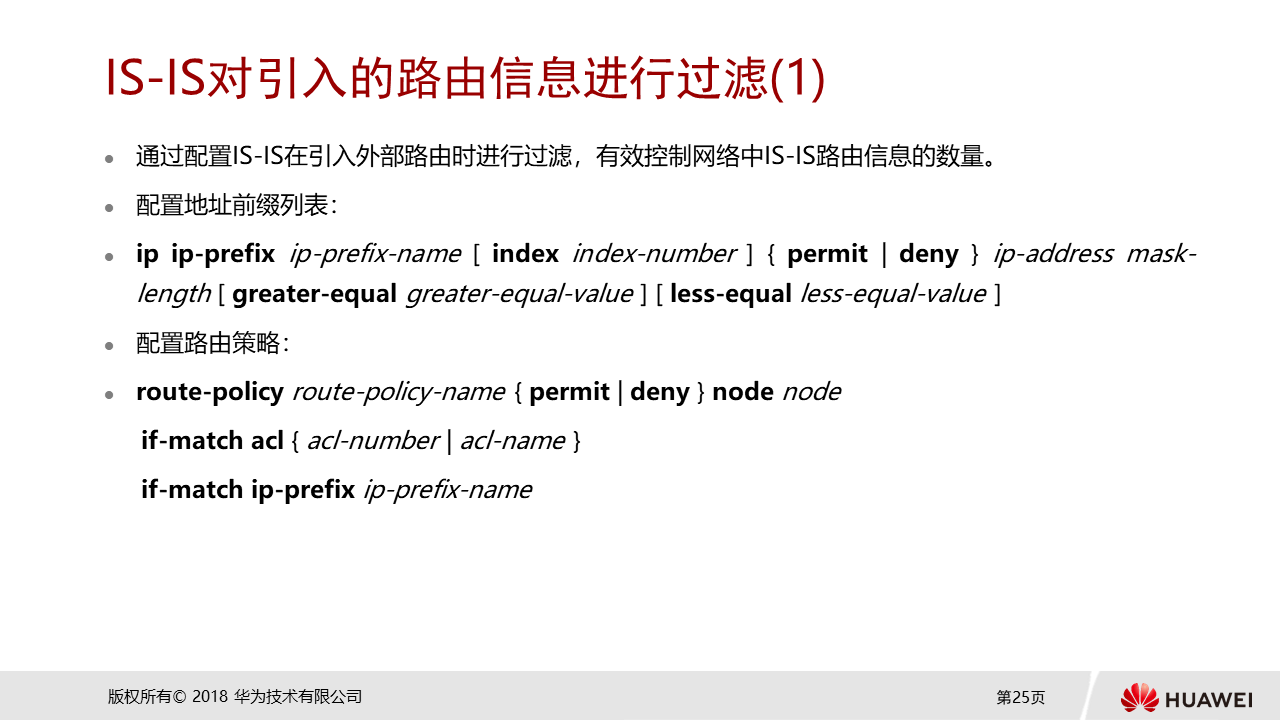 IS-IS对引入的路由信息进行过滤(1)
通过配置IS-IS在引入外部路由时进行过滤，有效控制网络中IS-IS路由信息的数量。
配置地址前缀列表：
ip ip-prefix ip-prefix-name [ index index-number ] { permit | deny } ip-address mask-
length [ greater-equal greater-equal-value ] [ less-equal less-equal-value ]
配置路由策略：
route-policy route-policy-name { permit | deny } node node
if-match acl { acl-number | acl-name }
if-match ip-prefix ip-prefix-name
版权所有© 2018 华为技术有限公司
第25页
HUAWEI